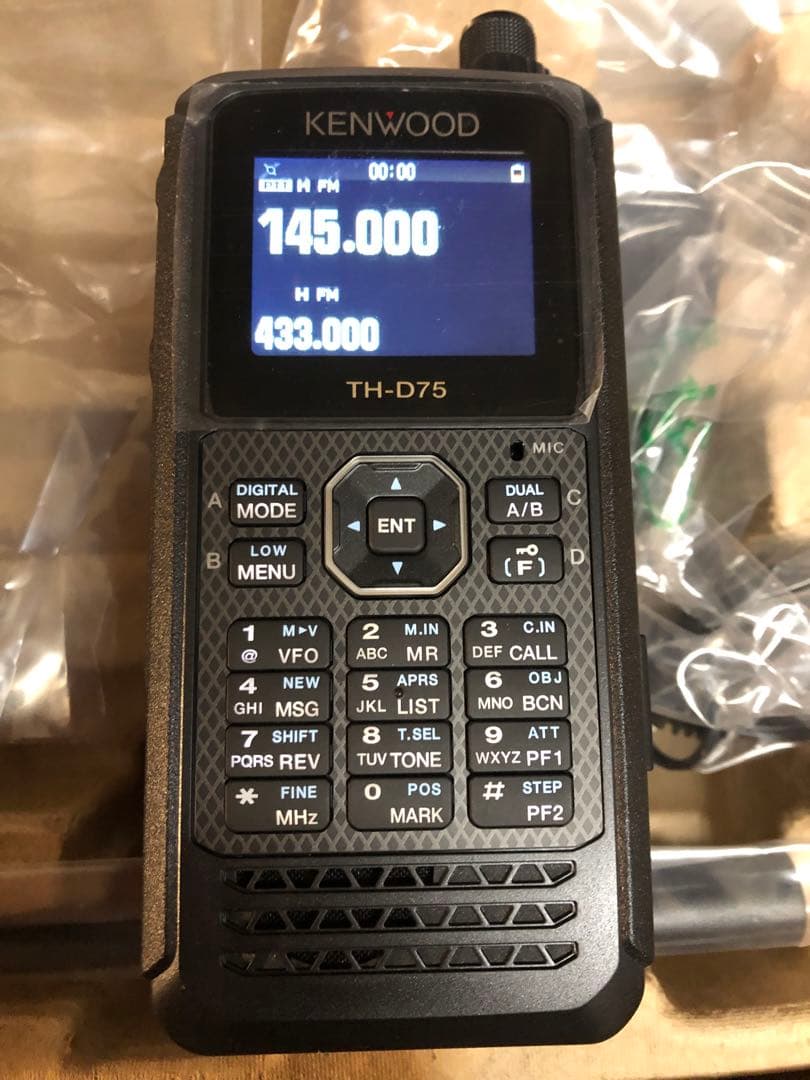 KENWOOD
00:00
H FM
145.000
H FM
433.000
TH-D75
MIC
A DIGITAL MODE
ENT
DUAL A/B C
B LOW MENU
(F) D
1 M▸V
@ VFO
2 M.IN
ABC MR
3 C.IN
DEF CALL
4 NEW
GHI MSG
5 APRS
JKL LIST
6 OBJ
MNO BCN
7 SHIFT
PQRS REV
8 T.SEL
TUV TONE
9 ATT
WXYZ PF1
* FINE
MHz
0 POS
MARK
# STEP
PF2